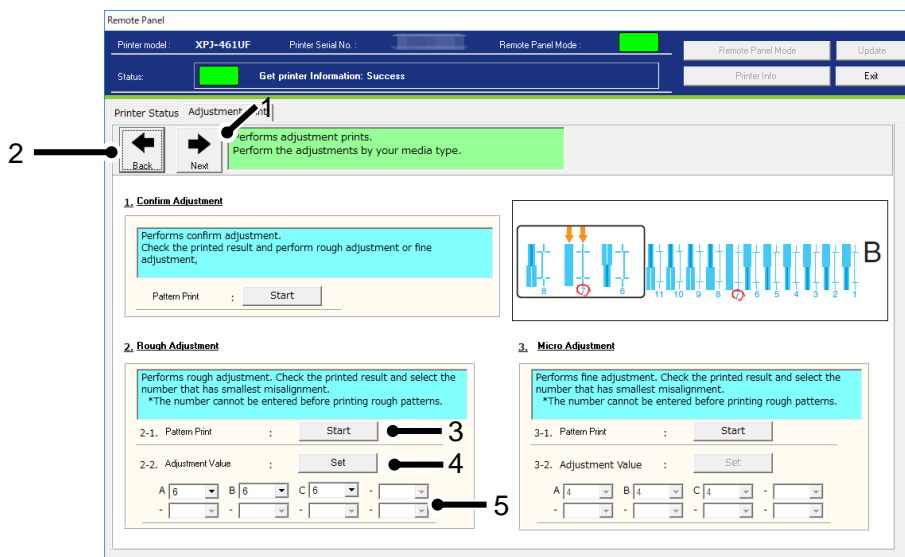 Remote Panel
Printer model : XPJ-461UF Printer Serial No. : Remote Panel Mode :
Remote Panel Mode Update
Status: Get printer Information: Success
Printer Info. Exit
Printer Status Adjustment
1
2
Back Next
Performs adjustment prints.
Perform the adjustments by your media type.
1. Confirm Adjustment
Performs confirm adjustment.
Check the printed result and perform rough adjustment or fine
adjustment,
Pattern Print : Start
B
8 7 6 11 10 9 8 7 6 5 4 3 2 1
2. Rough Adjustment
Performs rough adjustment. Check the printed result and select the
number that has smallest misalignment.
*The number cannot be entered before printing rough patterns.
2-1. Pattern Print : Start
3
2-2. Adjustment Value : Set
4
A 6 B 6 C 6 -
- - - -
5
3. Micro Adjustment
Performs fine adjustment. Check the printed result and select the
number that has smallest misalignment.
*The number cannot be entered before printing rough patterns.
3-1. Pattern Print : Start
3-2. Adjustment Value : Set
A 4 B 4 C 4 -
- - - -